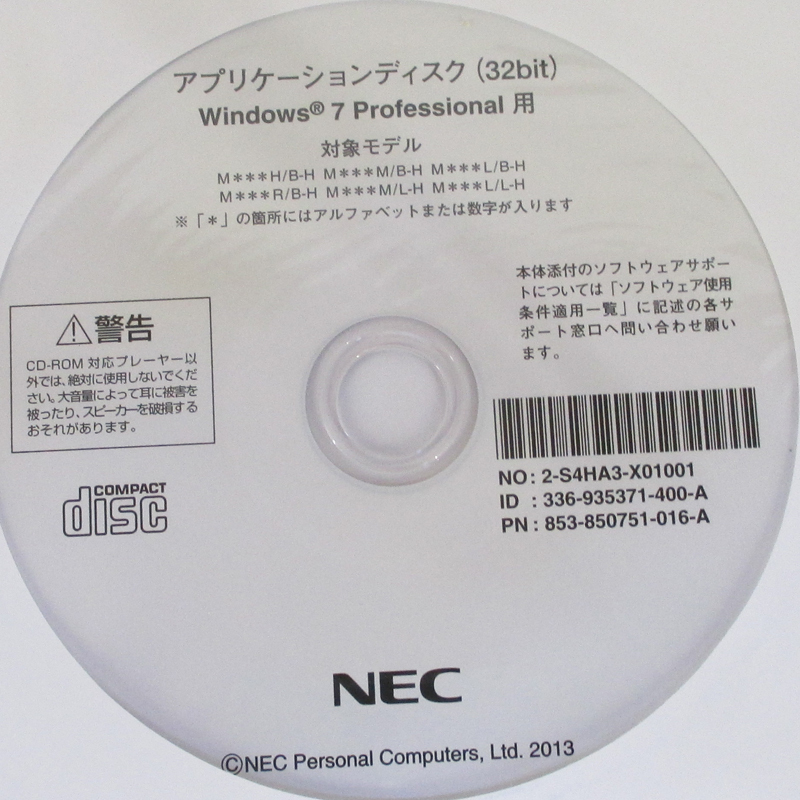 アプリケーションディスク (32bit)
Windows® 7 Professional 用
対象モデル
M＊＊＊H/B-H M＊＊＊M/B-H M＊＊＊L/B-H
M＊＊＊R/B-H M＊＊＊M/L-H M＊＊＊L/L-H
※「＊」の箇所にはアルファベットまたは数字が入ります
本体添付のソフトウェアサポー
トについては「ソフトウェア使用
条件適用一覧」に記述の各サ
ポート窓口へ問い合わせ願い
ます。
⚠警告
CD-ROM 対応プレーヤー以
外では、絶対に使用しないでくだ
さい。大音量によって耳に被害を
被ったり、スピーカーを破損する
おそれがあります。
COMPACT
disc
NO : 2-S4HA3-X01001
ID : 336-935371-400-A
PN : 853-850751-016-A
NEC
©NEC Personal Computers, Ltd. 2013